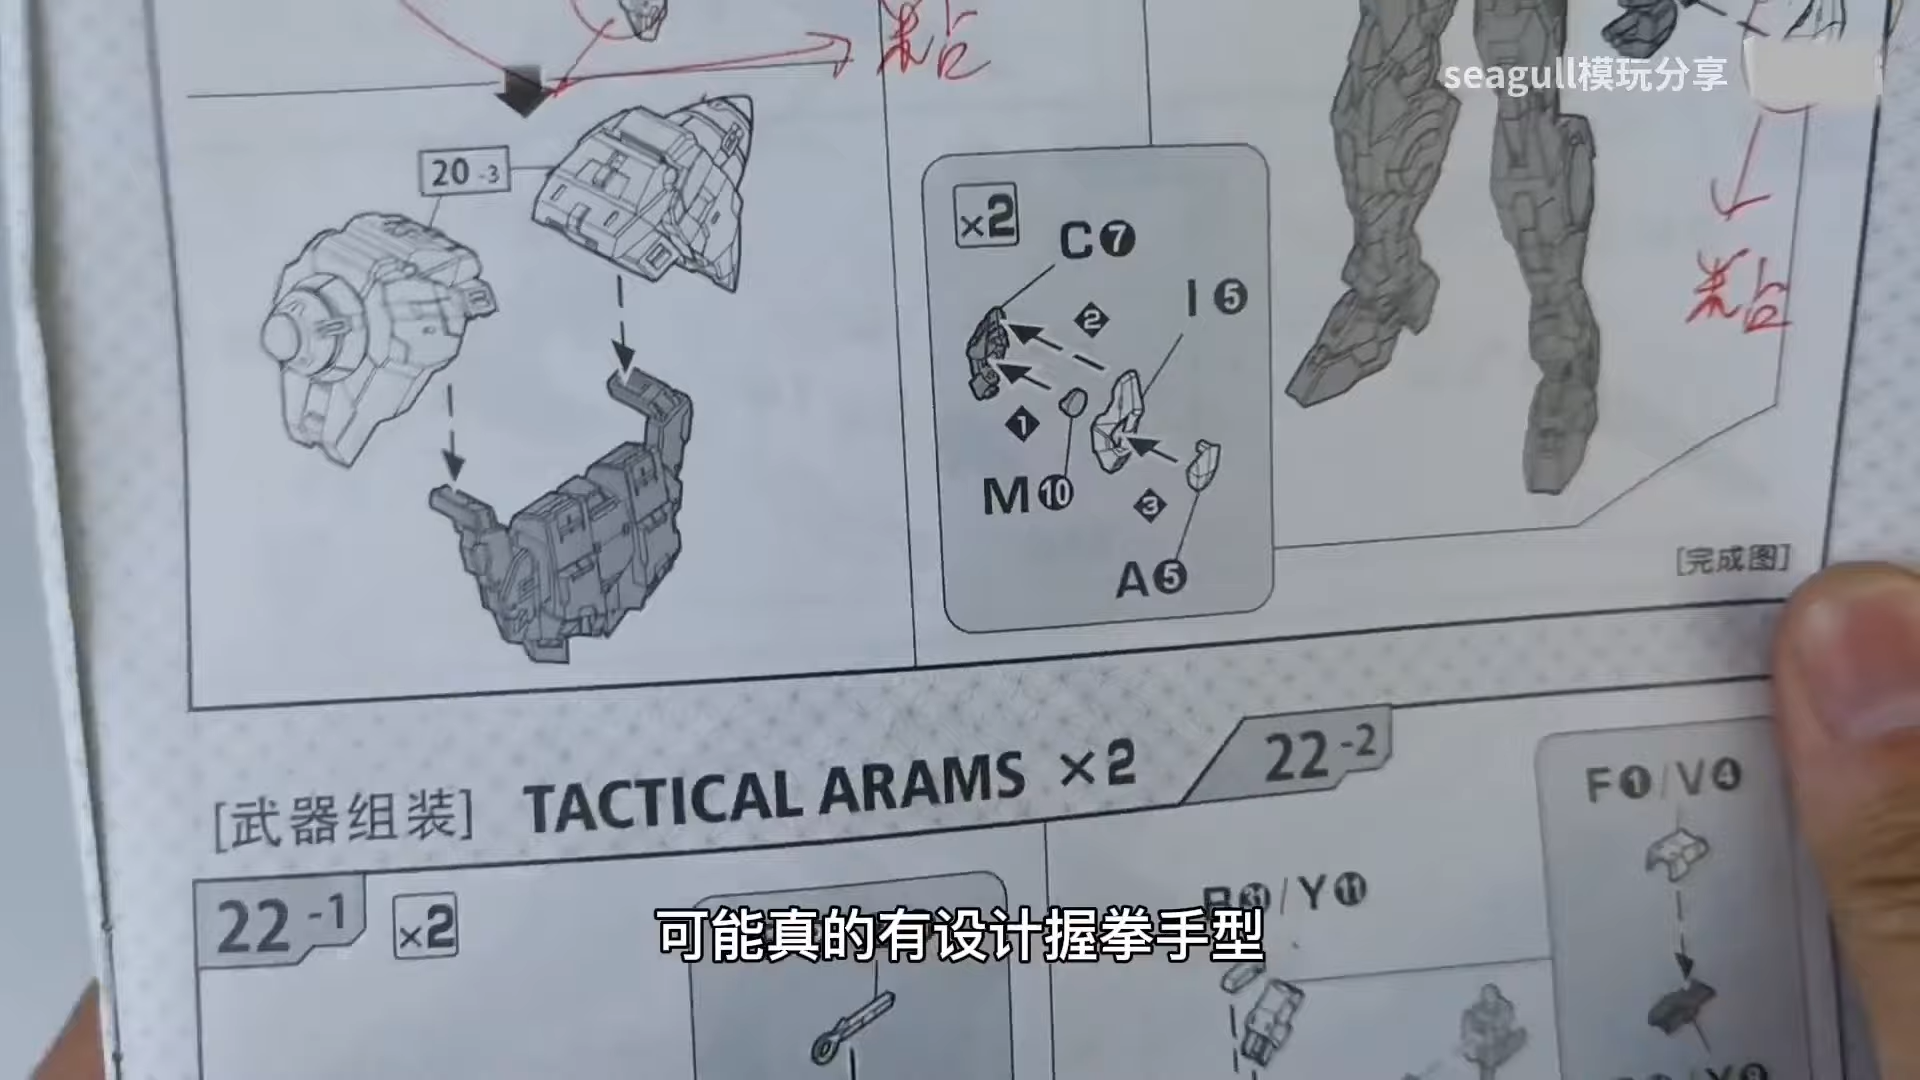 粘
seagull模玩分享
20-3
×2
C7
2
I5
1
M10
3
A5
粘
[完成图]
[武器组装] TACTICAL ARAMS ×2
22-2
F1/V4
22-1
×2
/Y11
可能真的有设计握拳手型